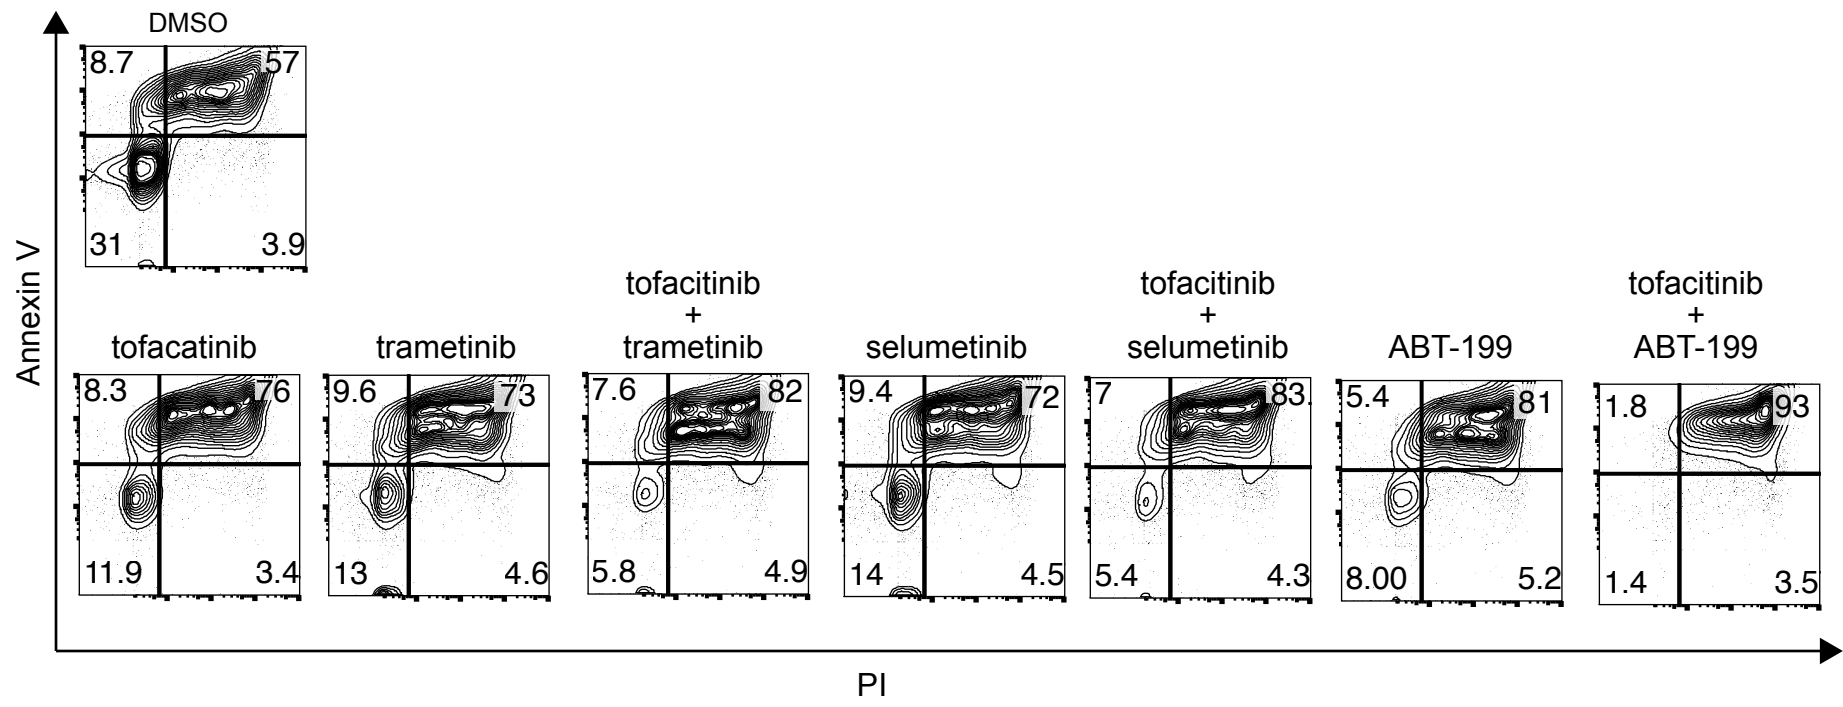 DMSO
8.7 57
31 3.9
Annexin V
tofacatinib
8.3 76
11.9 3.4
trametinib
9.6 73
13 4.6
tofacitinib
+
trametinib
7.6 82
5.8 4.9
selumetinib
9.4 72
14 4.5
tofacitinib
+
selumetinib
7 83.
5.4 4.3
ABT-199
5.4 81
8.00 5.2
tofacitinib
+
ABT-199
1.8 93
1.4 3.5
PI